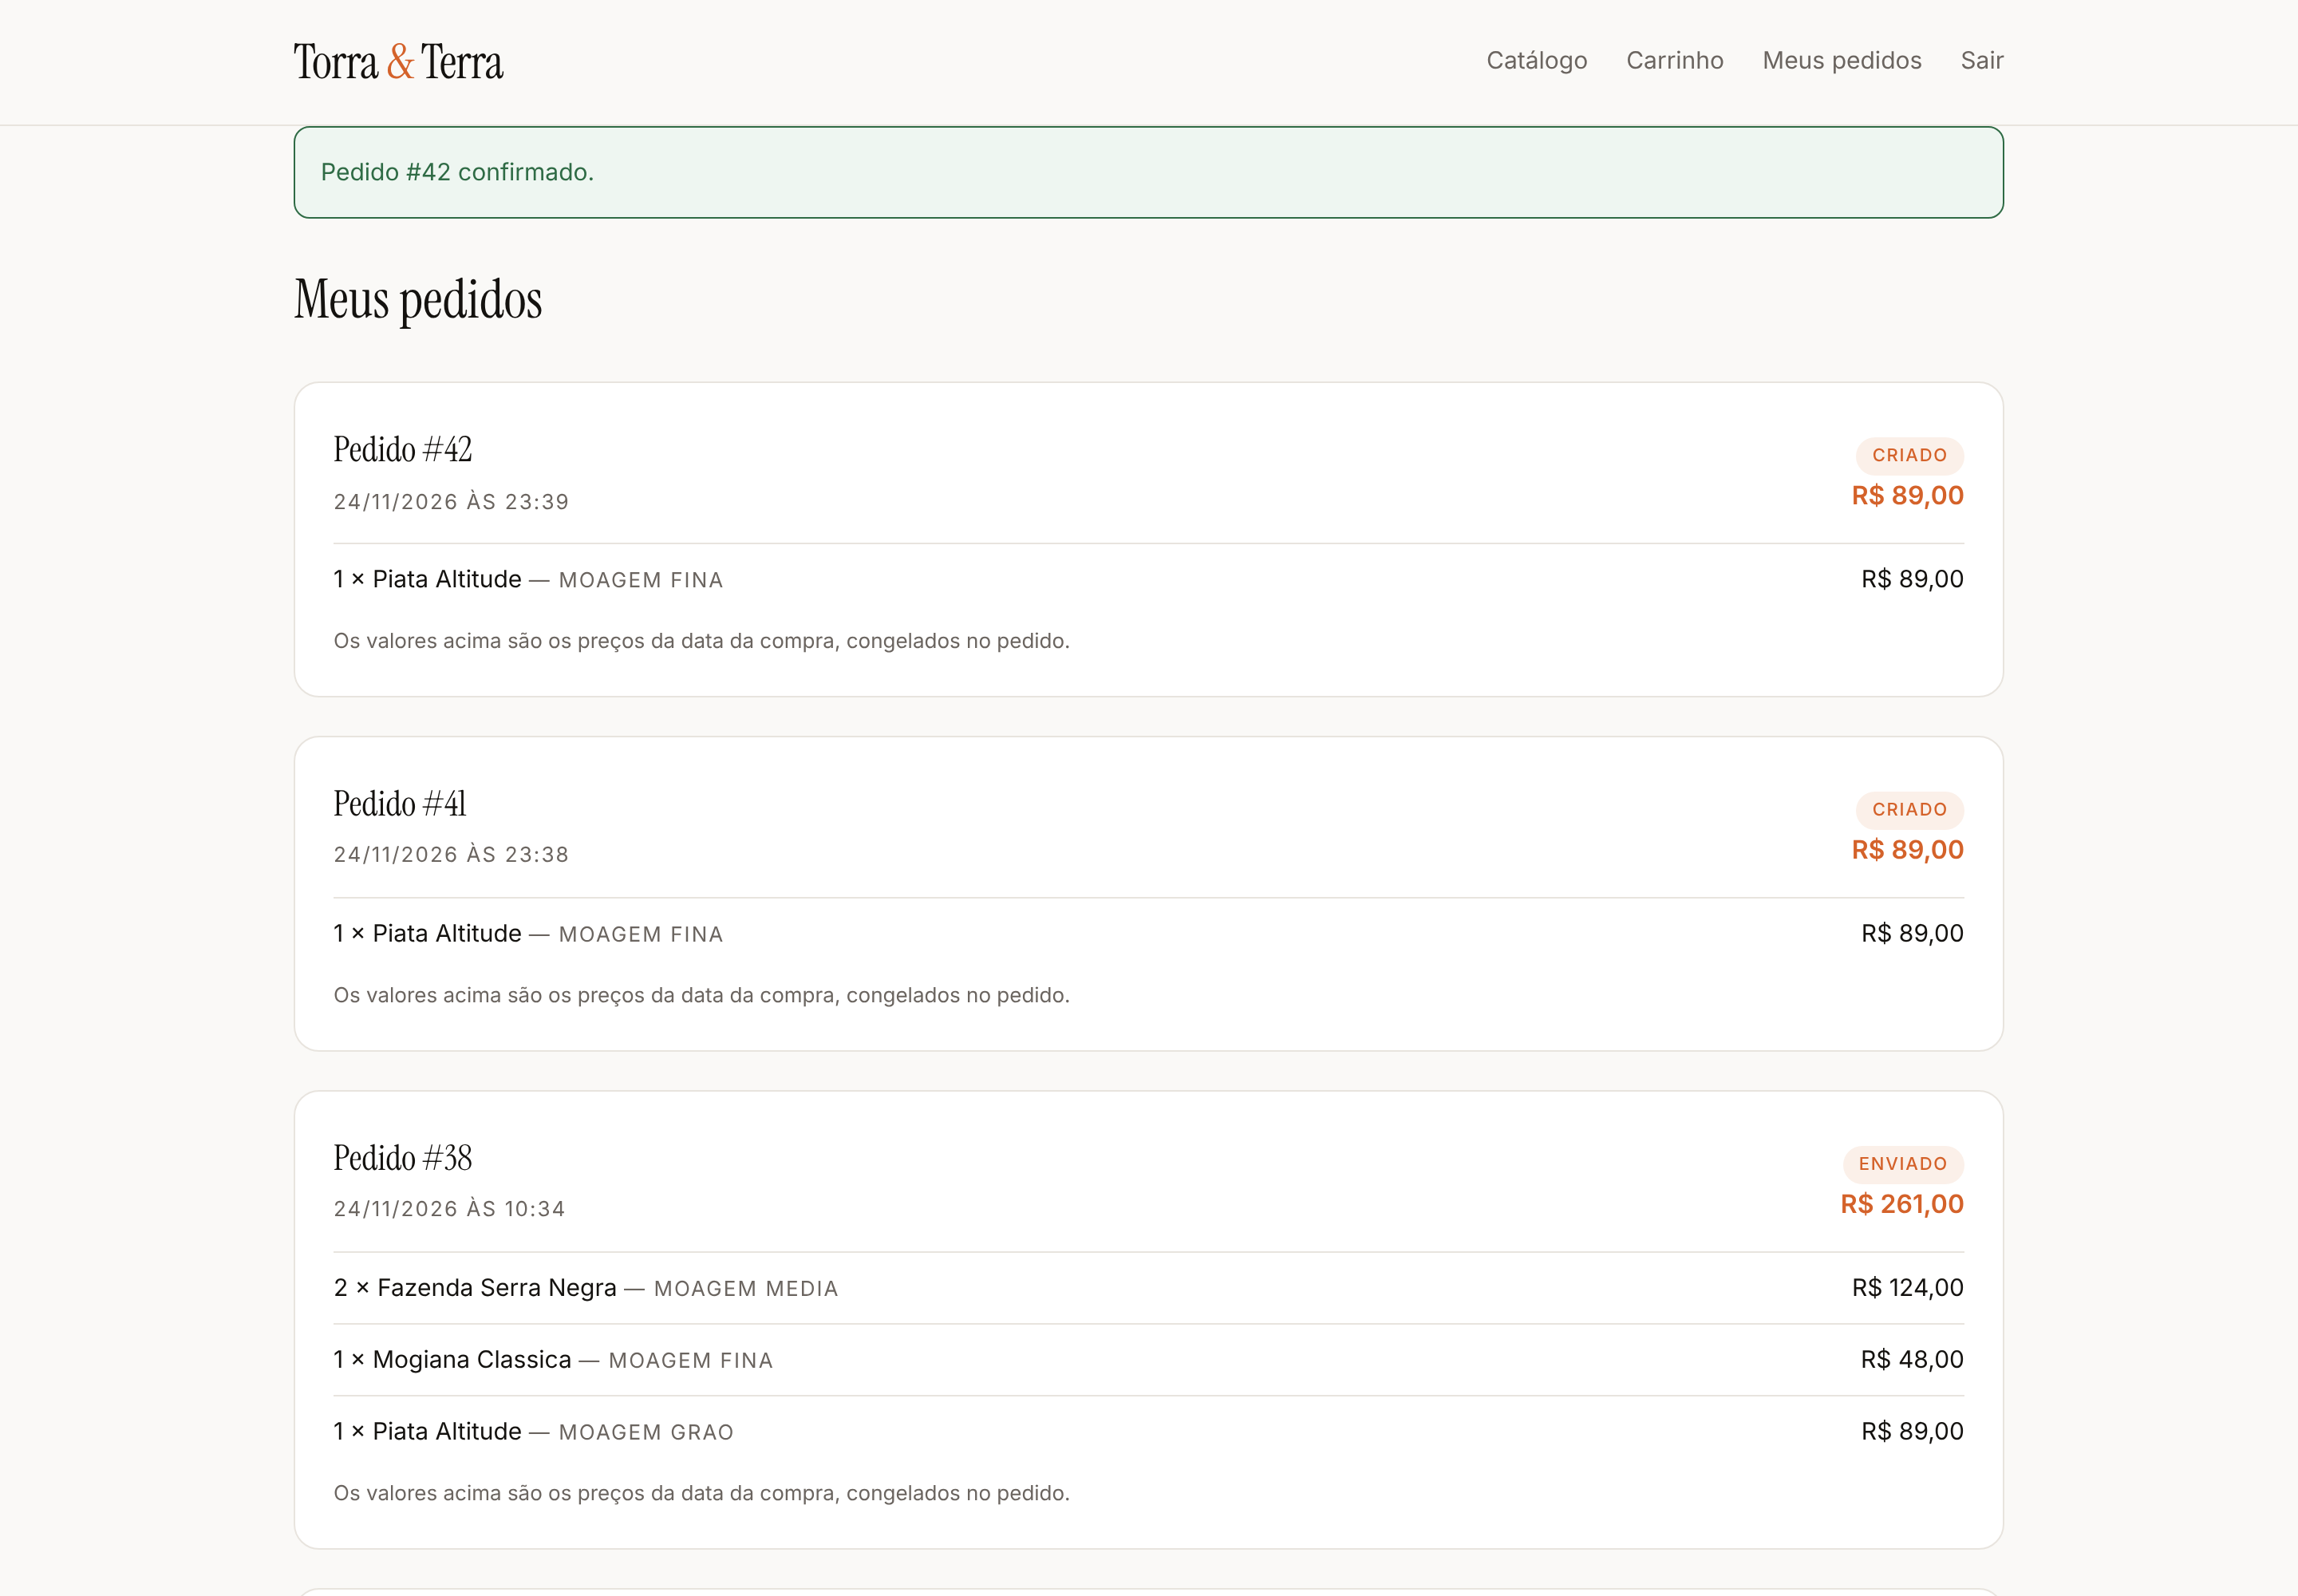 Torra & Terra
Catálogo Carrinho Meus pedidos Sair
Pedido #42 confirmado.
Meus pedidos
Pedido #42
CRIADO
24/11/2026 ÀS 23:39
R$ 89,00
1 × Piata Altitude — MOAGEM FINA R$ 89,00
Os valores acima são os preços da data da compra, congelados no pedido.
Pedido #41
CRIADO
24/11/2026 ÀS 23:38
R$ 89,00
1 × Piata Altitude — MOAGEM FINA R$ 89,00
Os valores acima são os preços da data da compra, congelados no pedido.
Pedido #38
ENVIADO
24/11/2026 ÀS 10:34
R$ 261,00
2 × Fazenda Serra Negra — MOAGEM MEDIA R$ 124,00
1 × Mogiana Classica — MOAGEM FINA R$ 48,00
1 × Piata Altitude — MOAGEM GRAO R$ 89,00
Os valores acima são os preços da data da compra, congelados no pedido.